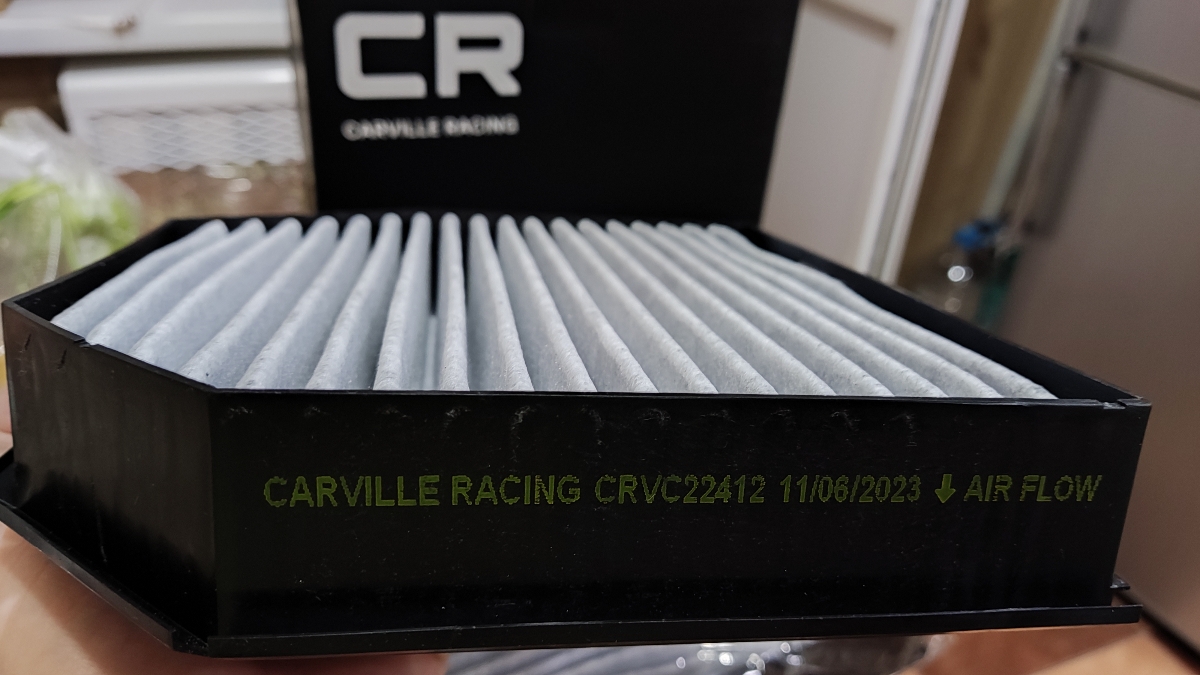 CR
CARVILLE RACING
CARVILLE RACING CRVC22412 11/06/2023 ↓ AIR FLOW